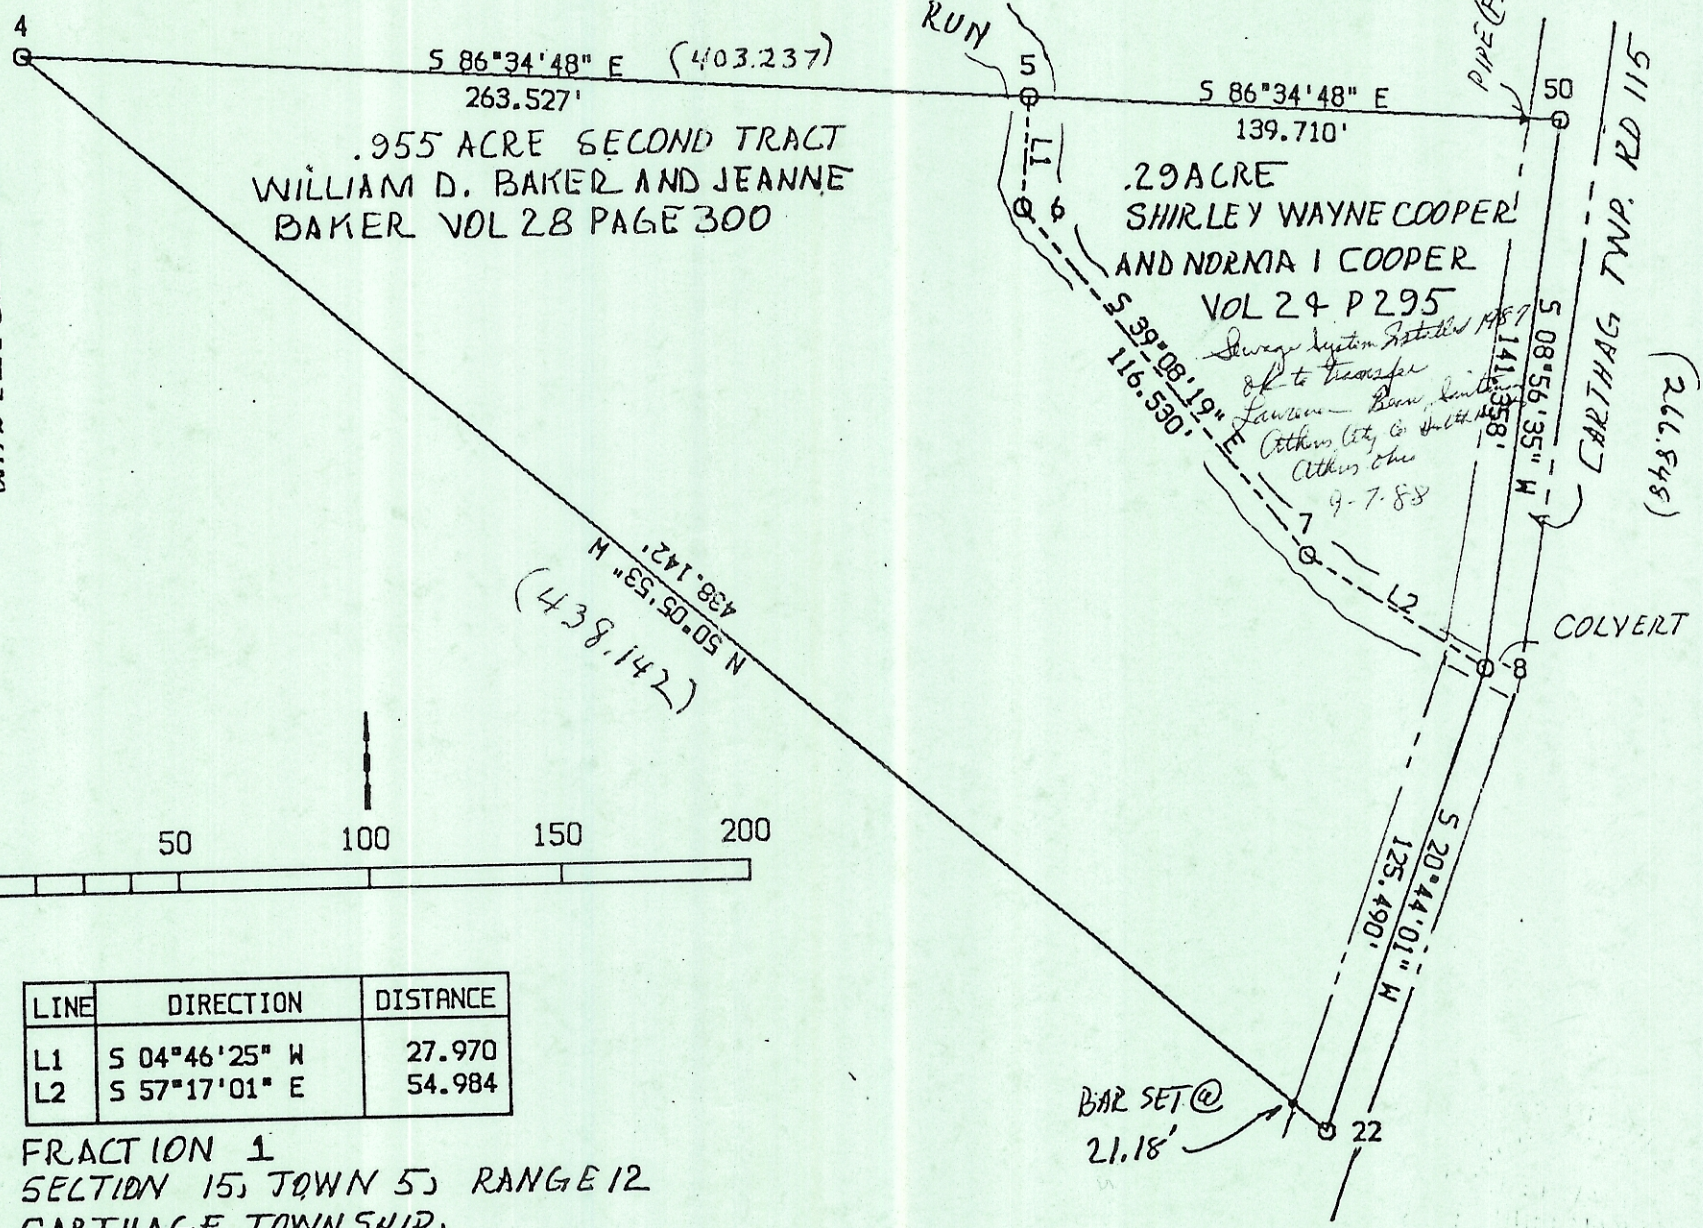 4
RUN
S 86°34'48" E (403.237)
263.527'
5
S 86°34'48" E
139.710'
50
.955 ACRE SECOND TRACT
WILLIAM D. BAKER AND JEANNE
BAKER VOL 28 PAGE 300
L1
6
.29 ACRE
SHIRLEY WAYNE COOPER
AND NORMA I COOPER
VOL 24 P 295
Sewage System Installed 1987
ok to transfer
Athens Ohio
9-7-88
S 39°08'19" E
116.530'
S 08°56'35" W
141.358'
CARTHAG TWP. RD 115
(266.848)
7
L2
COLVERT
8
N 50°05'53" W
438.142'
(438.142)
50 100 150 200
S 20°44'01" W
125.490'
BAR SET @
21.18'
22
LINE DIRECTION DISTANCE
L1 S 04°46'25" W 27.970
L2 S 57°17'01" E 54.984
FRACTION 1
SECTION 15, TOWN 5, RANGE 12
CARTHAGE TOWNSHIP,